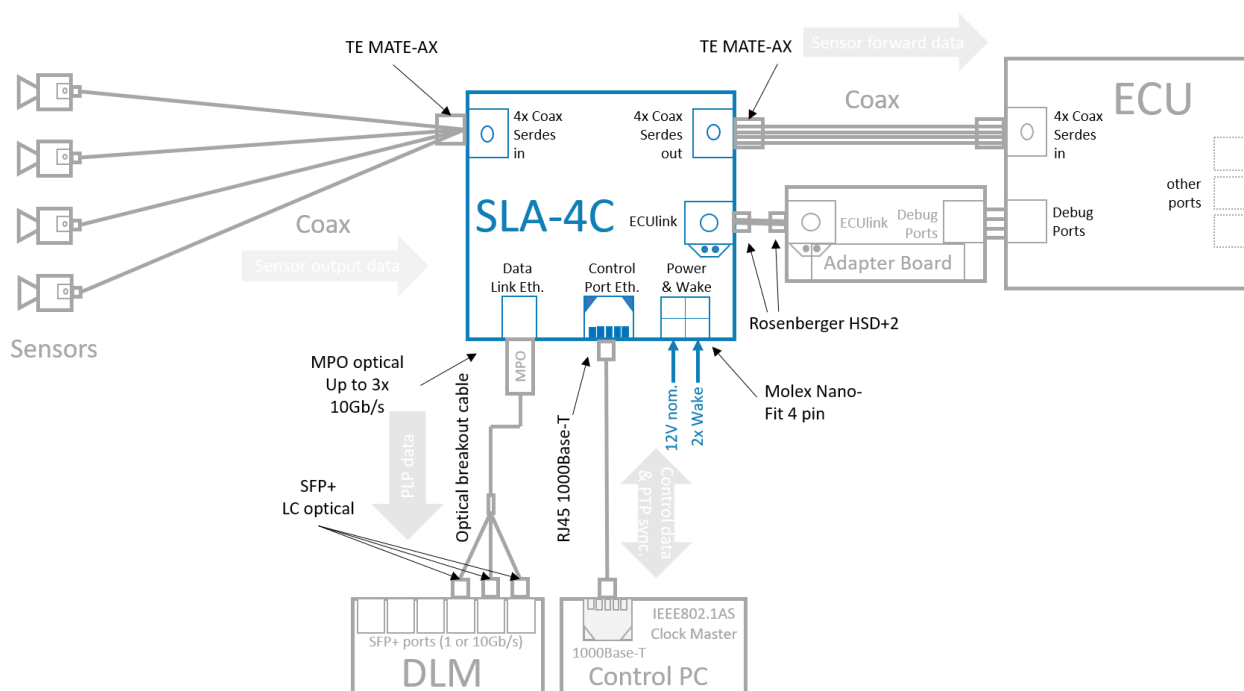 TE MATE-AX
TE MATE-AX
Sensor forward data
ECU
4x Coax
Serdes
in
4x Coax
Serdes
out
Coax
4x Coax
Serdes
in
other
ports
SLA-4C
ECUlink
ECUlink
Debug
Ports
Debug
Ports
Adapter Board
Coax
Sensor output data
Data
Link Eth.
Control
Port Eth.
Power
& Wake
Rosenberger HSD+2
Sensors
MPO optical
Up to 3x
10Gb/s
MPO
Optical breakout cable
RJ45 1000Base-T
12V nom.
2x Wake
Molex Nano-
Fit 4 pin
PLP data
Control data
& PTP sync.
SFP+
LC optical
SFP+ ports (1 or 10Gb/s)
DLM
IEEE802.1AS
Clock Master
1000Base-T
Control PC